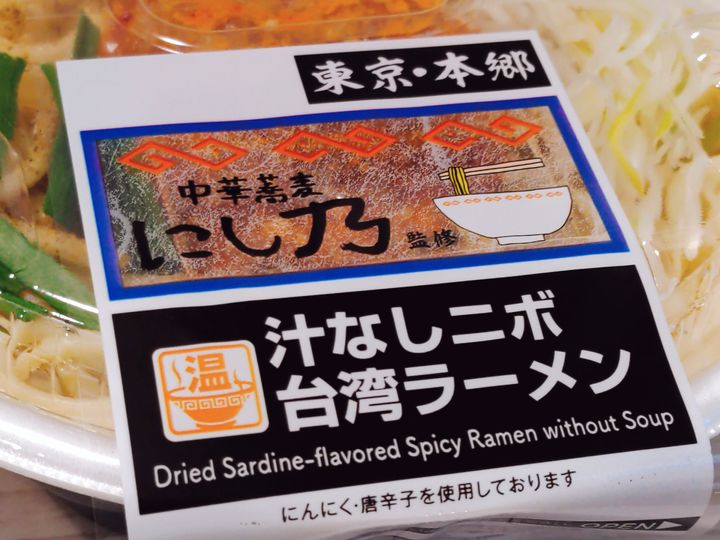 東京・本郷
中華蕎麦
にし乃
監修
温
汁なしニボ
台湾ラーメン
Dried Sardine-flavored Spicy Ramen without Soup
にんにく・唐辛子を使用しております
OPEN